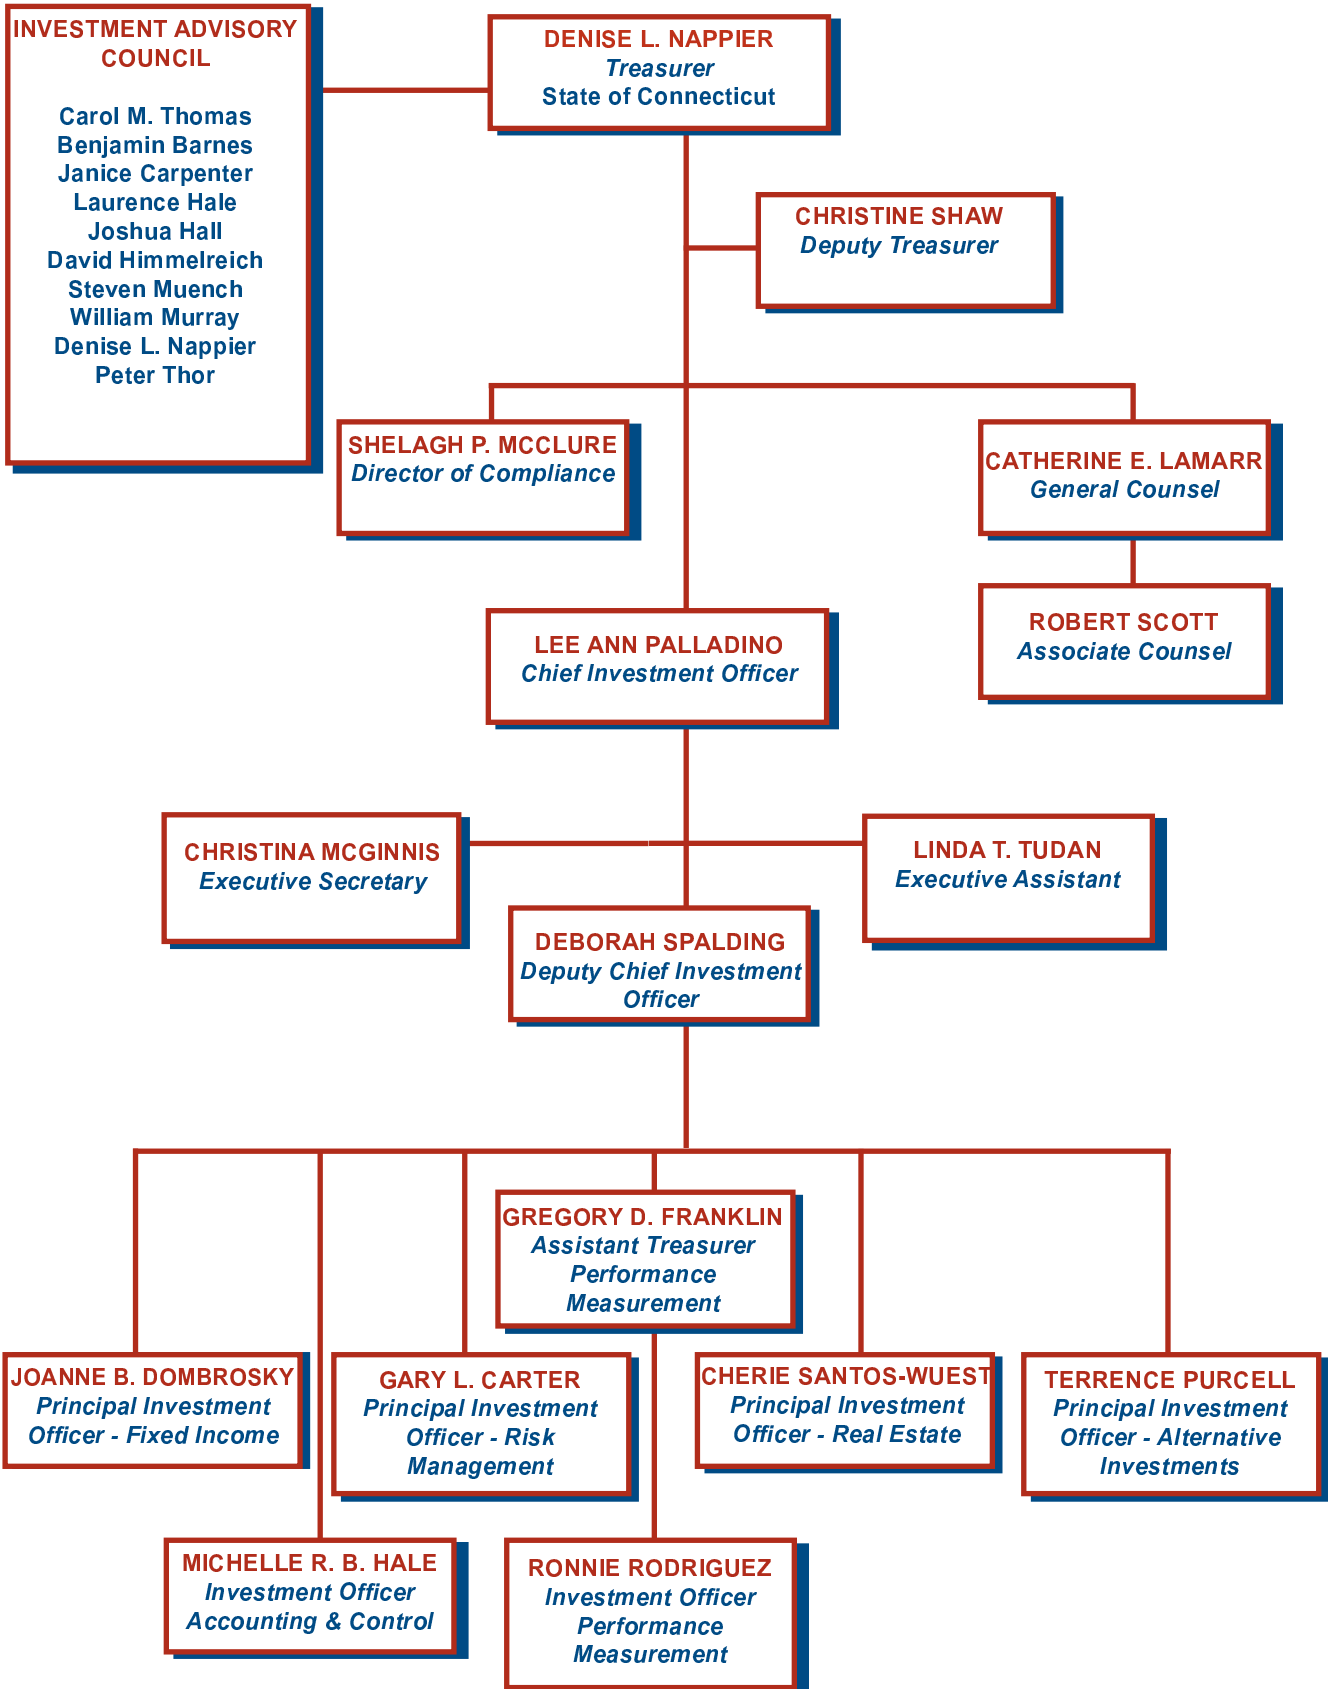 INVESTMENT ADVISORY
COUNCIL
Carol M. Thomas
Benjamin Barnes
Janice Carpenter
Laurence Hale
Joshua Hall
David Himmelreich
Steven Muench
William Murray
Denise L. Nappier
Peter Thor
DENISE L. NAPPIER
Treasurer
State of Connecticut
CHRISTINE SHAW
Deputy Treasurer
SHELAGH P. MCCLURE
Director of Compliance
CATHERINE E. LAMARR
General Counsel
ROBERT SCOTT
Associate Counsel
LEE ANN PALLADINO
Chief Investment Officer
CHRISTINA MCGINNIS
Executive Secretary
LINDA T. TUDAN
Executive Assistant
DEBORAH SPALDING
Deputy Chief Investment
Officer
GREGORY D. FRANKLIN
Assistant Treasurer
Performance
Measurement
JOANNE B. DOMBROSKY
Principal Investment
Officer - Fixed Income
GARY L. CARTER
Principal Investment
Officer - Risk
Management
CHERIE SANTOS-WUEST
Principal Investment
Officer - Real Estate
TERRENCE PURCELL
Principal Investment
Officer - Alternative
Investments
MICHELLE R. B. HALE
Investment Officer
Accounting & Control
RONNIE RODRIGUEZ
Investment Officer
Performance
Measurement